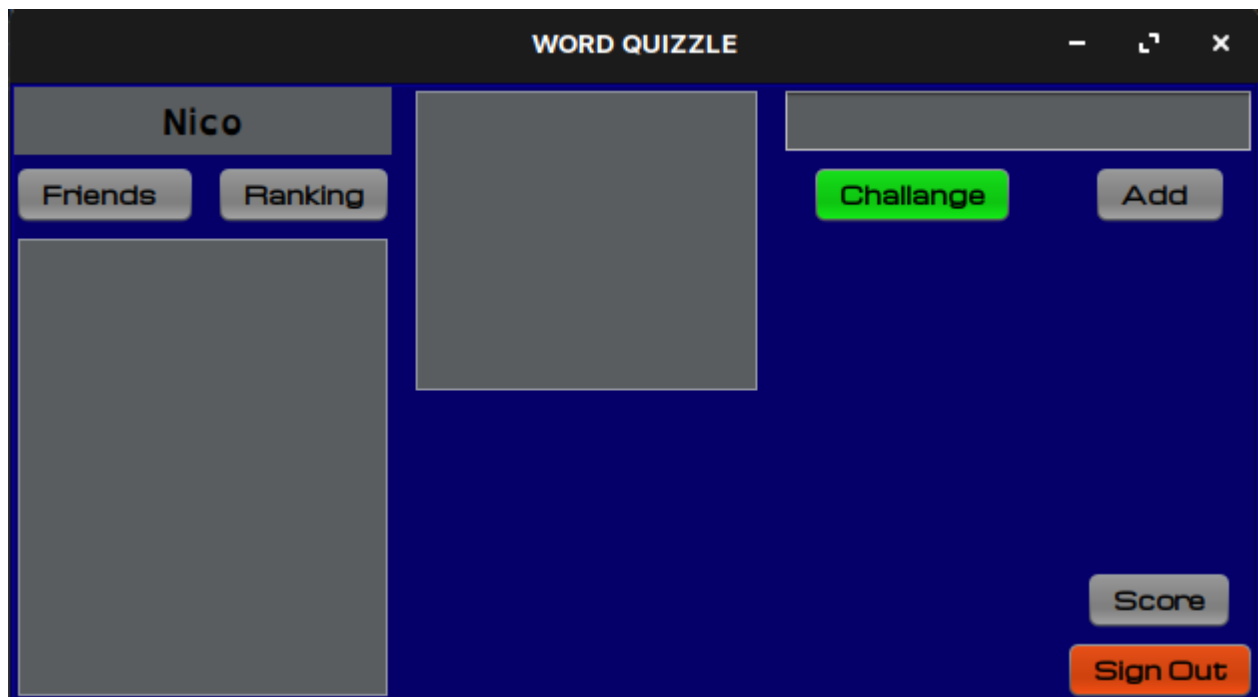 WORD QUIZZLE
Nico
Friends Ranking Challange Add
Score
Sign Out